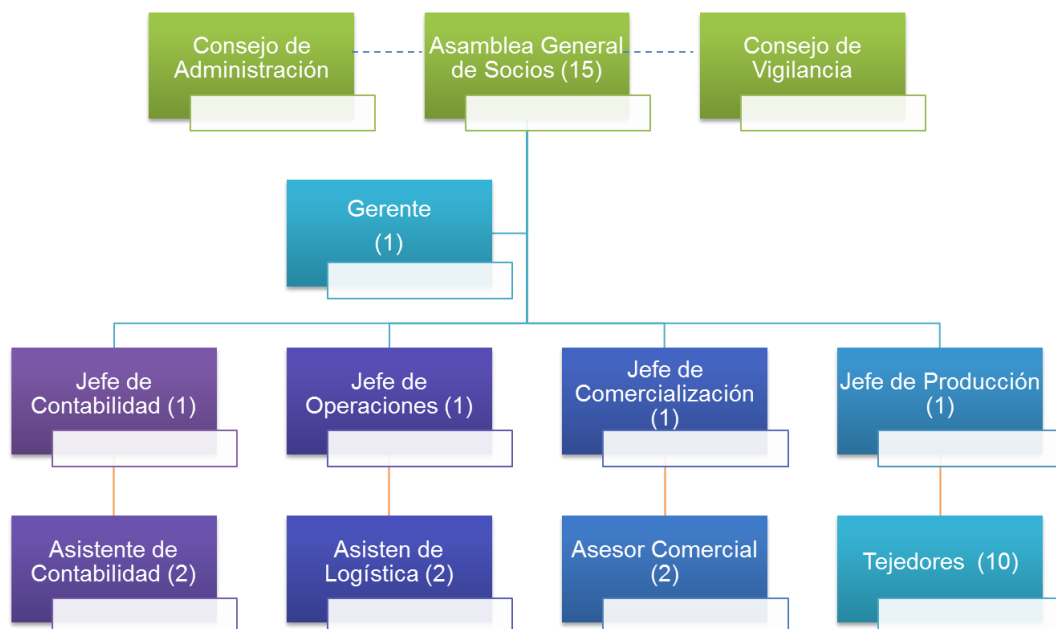 Consejo de
Administración
Asamblea General
de Socios (15)
Consejo de
Vigilancia
Gerente
(1)
Jefe de
Contabilidad (1)
Jefe de
Operaciones (1)
Jefe de
Comercialización
(1)
Jefe de Producción
(1)
Asistente de
Contabilidad (2)
Asisten de
Logística (2)
Asesor Comercial
(2)
Tejedores (10)